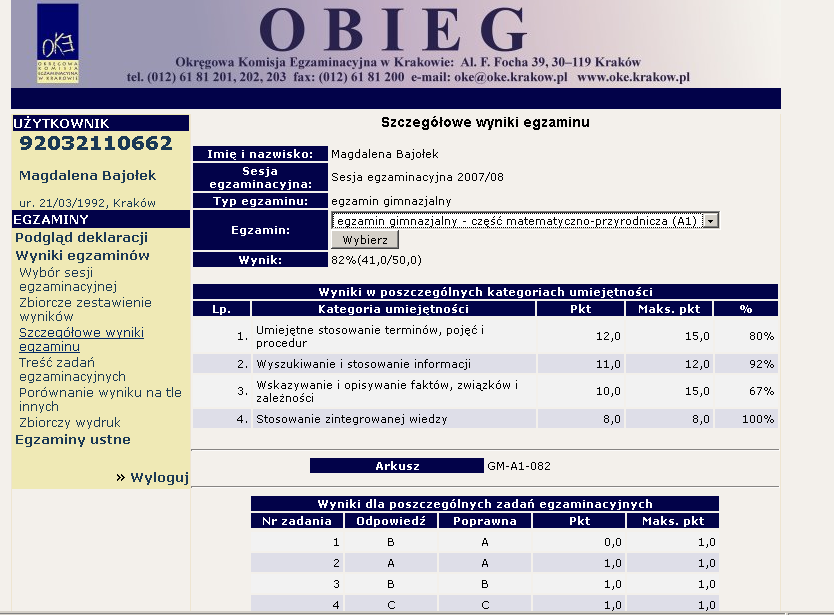 OKE
OKRĘGOWA
KOMISJA
EGZAMINACYJNA
W KRAKOWIE
OBIEG
Okręgowa Komisja Egzaminacyjna w Krakowie: Al. F. Focha 39, 30–119 Kraków
tel. (012) 61 81 201, 202, 203 fax: (012) 61 81 200 e-mail: oke@oke.krakow.pl www.oke.krakow.pl
UŻYTKOWNIK
92032110662
Magdalena Bajołek
ur. 21/03/1992, Kraków
EGZAMINY
Podgląd deklaracji
Wyniki egzaminów
Wybór sesji
egzaminacyjnej
Zbiorcze zestawienie
wyników
Szczegółowe wyniki
egzaminu
Treść zadań
egzaminacyjnych
Porównanie wyniku na tle
innych
Zbiorczy wydruk
Egzaminy ustne
» Wyloguj
Szczegółowe wyniki egzaminu
Imię i nazwisko: Magdalena Bajołek
Sesja
egzaminacyjna: Sesja egzaminacyjna 2007/08
Typ egzaminu: egzamin gimnazjalny
Egzamin: egzamin gimnazjalny - część matematyczno-przyrodnicza (A1)
Wybierz
Wynik: 82%(41,0/50,0)
Wyniki w poszczególnych kategoriach umiejętności
Lp. Kategoria umiejętności Pkt Maks. pkt %
1. Umiejętne stosowanie terminów, pojęć i
procedur 12,0 15,0 80%
2. Wyszukiwanie i stosowanie informacji 11,0 12,0 92%
3. Wskazywanie i opisywanie faktów, związków i
zależności 10,0 15,0 67%
4. Stosowanie zintegrowanej wiedzy 8,0 8,0 100%
Arkusz GM-A1-082
Wyniki dla poszczególnych zadań egzaminacyjnych
Nr zadania Odpowiedź Poprawna Pkt Maks. pkt
1 B A 0,0 1,0
2 A A 1,0 1,0
3 B B 1,0 1,0
4 C C 1,0 1,0